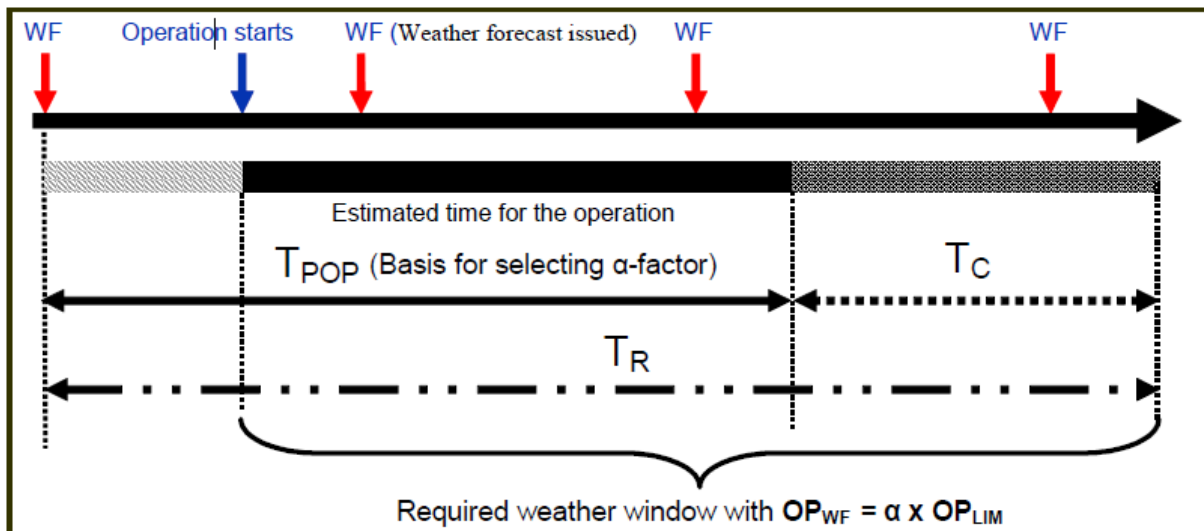 WF Operation starts WF (Weather forecast issued) WF WF
Estimated time for the operation
TPOP (Basis for selecting α-factor) TC
TR
Required weather window with OPWF = α x OPLIM